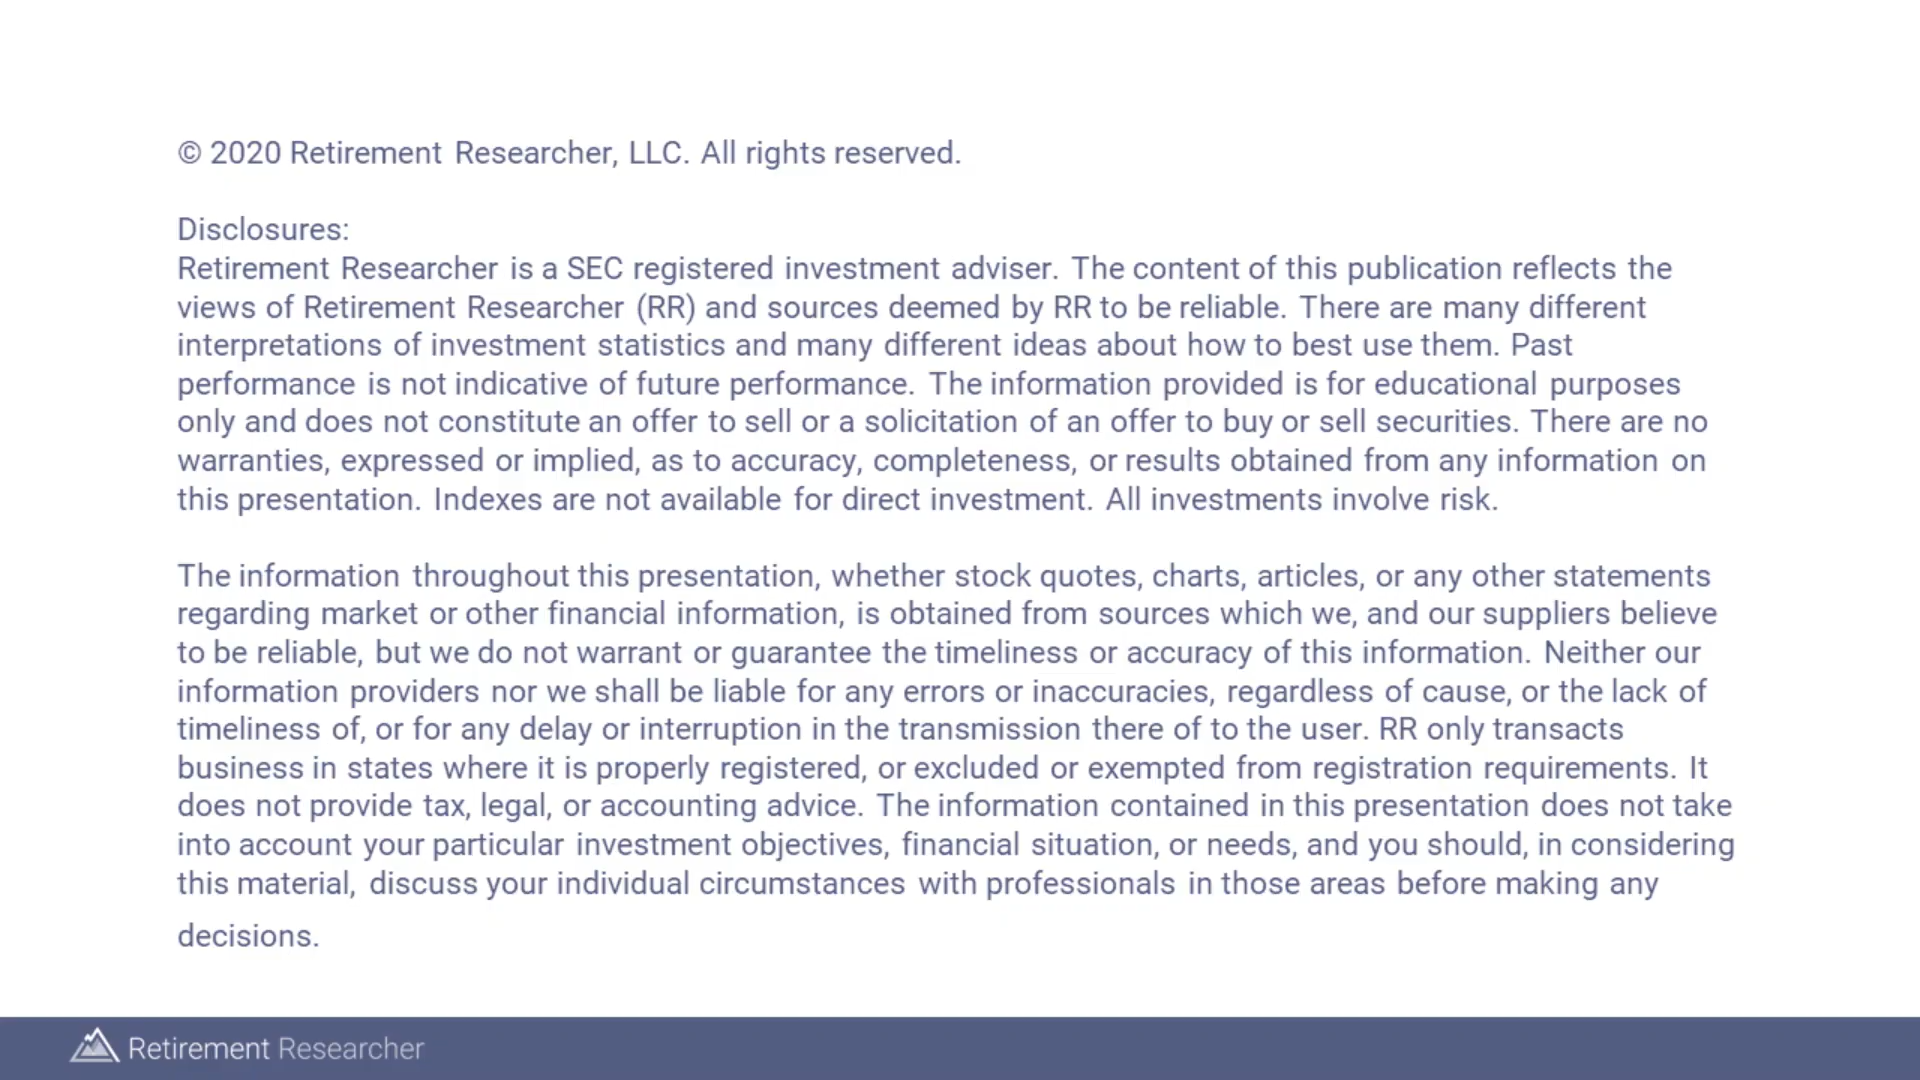 © 2020 Retirement Researcher, LLC. All rights reserved.
Disclosures:
Retirement Researcher is a SEC registered investment adviser. The content of this publication reflects the
views of Retirement Researcher (RR) and sources deemed by RR to be reliable. There are many different
interpretations of investment statistics and many different ideas about how to best use them. Past
performance is not indicative of future performance. The information provided is for educational purposes
only and does not constitute an offer to sell or a solicitation of an offer to buy or sell securities. There are no
warranties, expressed or implied, as to accuracy, completeness, or results obtained from any information on
this presentation. Indexes are not available for direct investment. All investments involve risk.
The information throughout this presentation, whether stock quotes, charts, articles, or any other statements
regarding market or other financial information, is obtained from sources which we, and our suppliers believe
to be reliable, but we do not warrant or guarantee the timeliness or accuracy of this information. Neither our
information providers nor we shall be liable for any errors or inaccuracies, regardless of cause, or the lack of
timeliness of, or for any delay or interruption in the transmission there of to the user. RR only transacts
business in states where it is properly registered, or excluded or exempted from registration requirements. It
does not provide tax, legal, or accounting advice. The information contained in this presentation does not take
into account your particular investment objectives, financial situation, or needs, and you should, in considering
this material, discuss your individual circumstances with professionals in those areas before making any
decisions.
Retirement Researcher